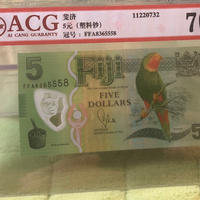 ACG
AI CANG GUARANTY
斐济
5元（塑料钞）
冠号：FFA8365558
11220732
70
5
Fiji
FFA8365558
FIVE
DOLLARS
5